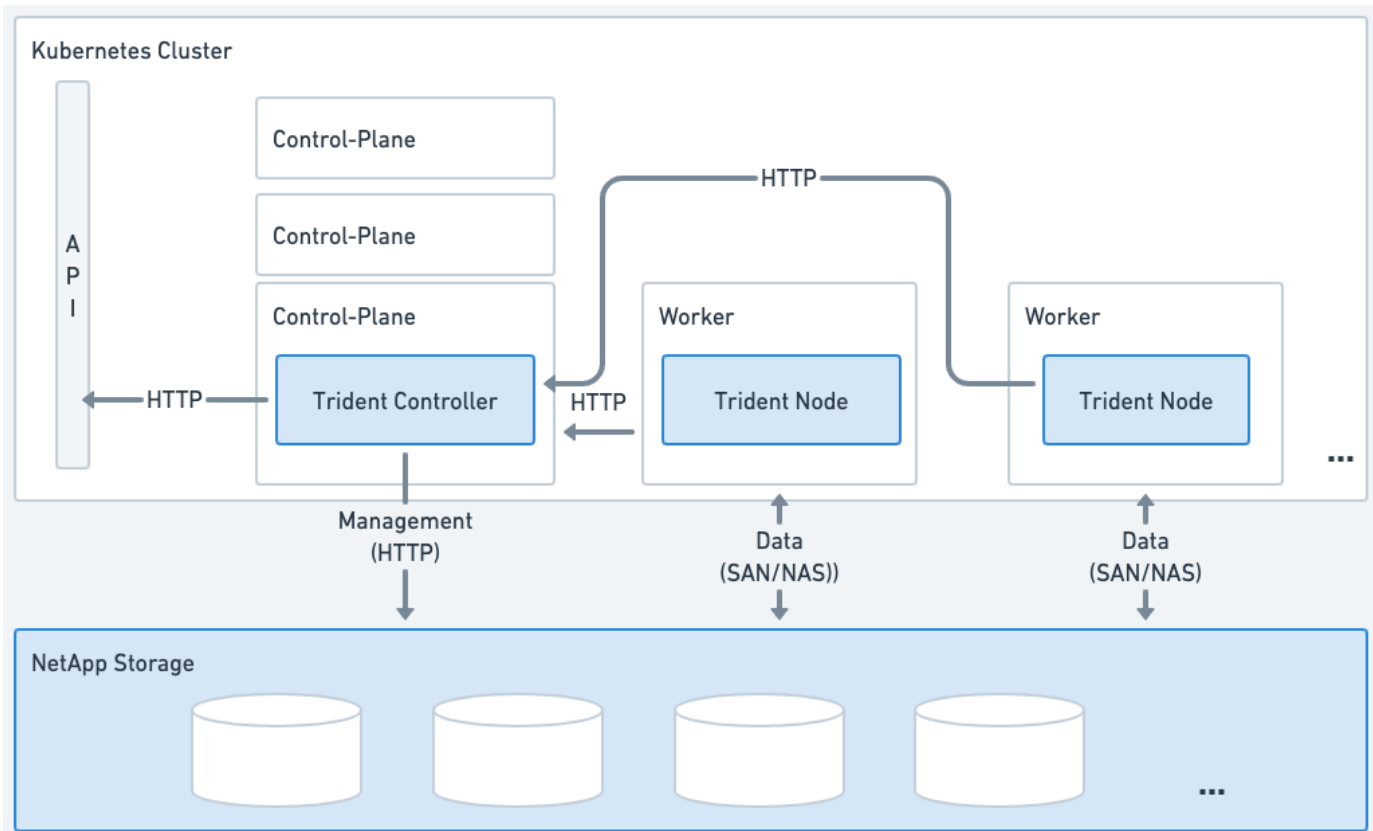 Kubernetes Cluster
A
P
I
Control-Plane
Control-Plane
Control-Plane
Trident Controller
HTTP
HTTP
HTTP
Worker
Trident Node
Worker
Trident Node
...
Management
(HTTP)
Data
(SAN/NAS))
Data
(SAN/NAS)
NetApp Storage
...